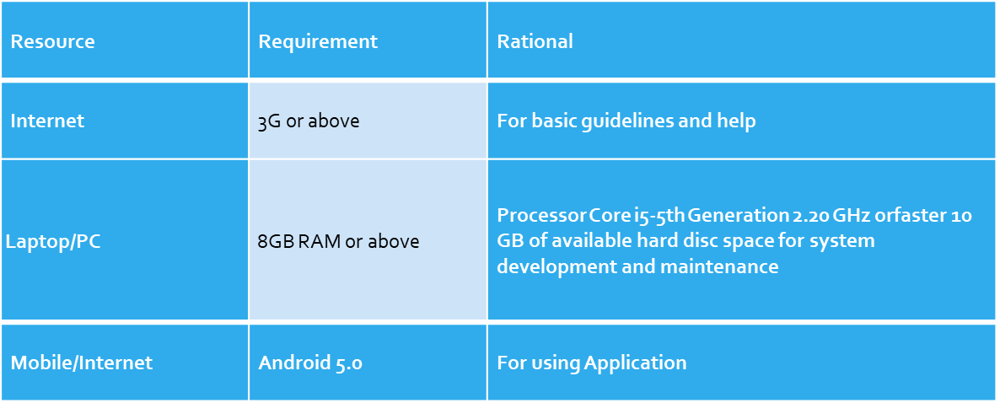 Resource Requirement Rational
Internet 3G or above For basic guidelines and help
Laptop/PC 8GB RAM or above Processor Core i5-5th Generation 2.20 GHz orfaster 10
GB of available hard disc space for system
development and maintenance
Mobile/Internet Android 5.0 For using Application